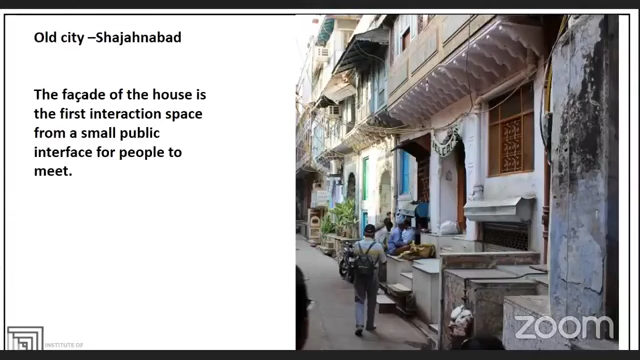 Old city –Shajahnabad
The façade of the house is
the first interaction space
from a small public
interface for people to
meet.
INSTITUTE OF
zoom